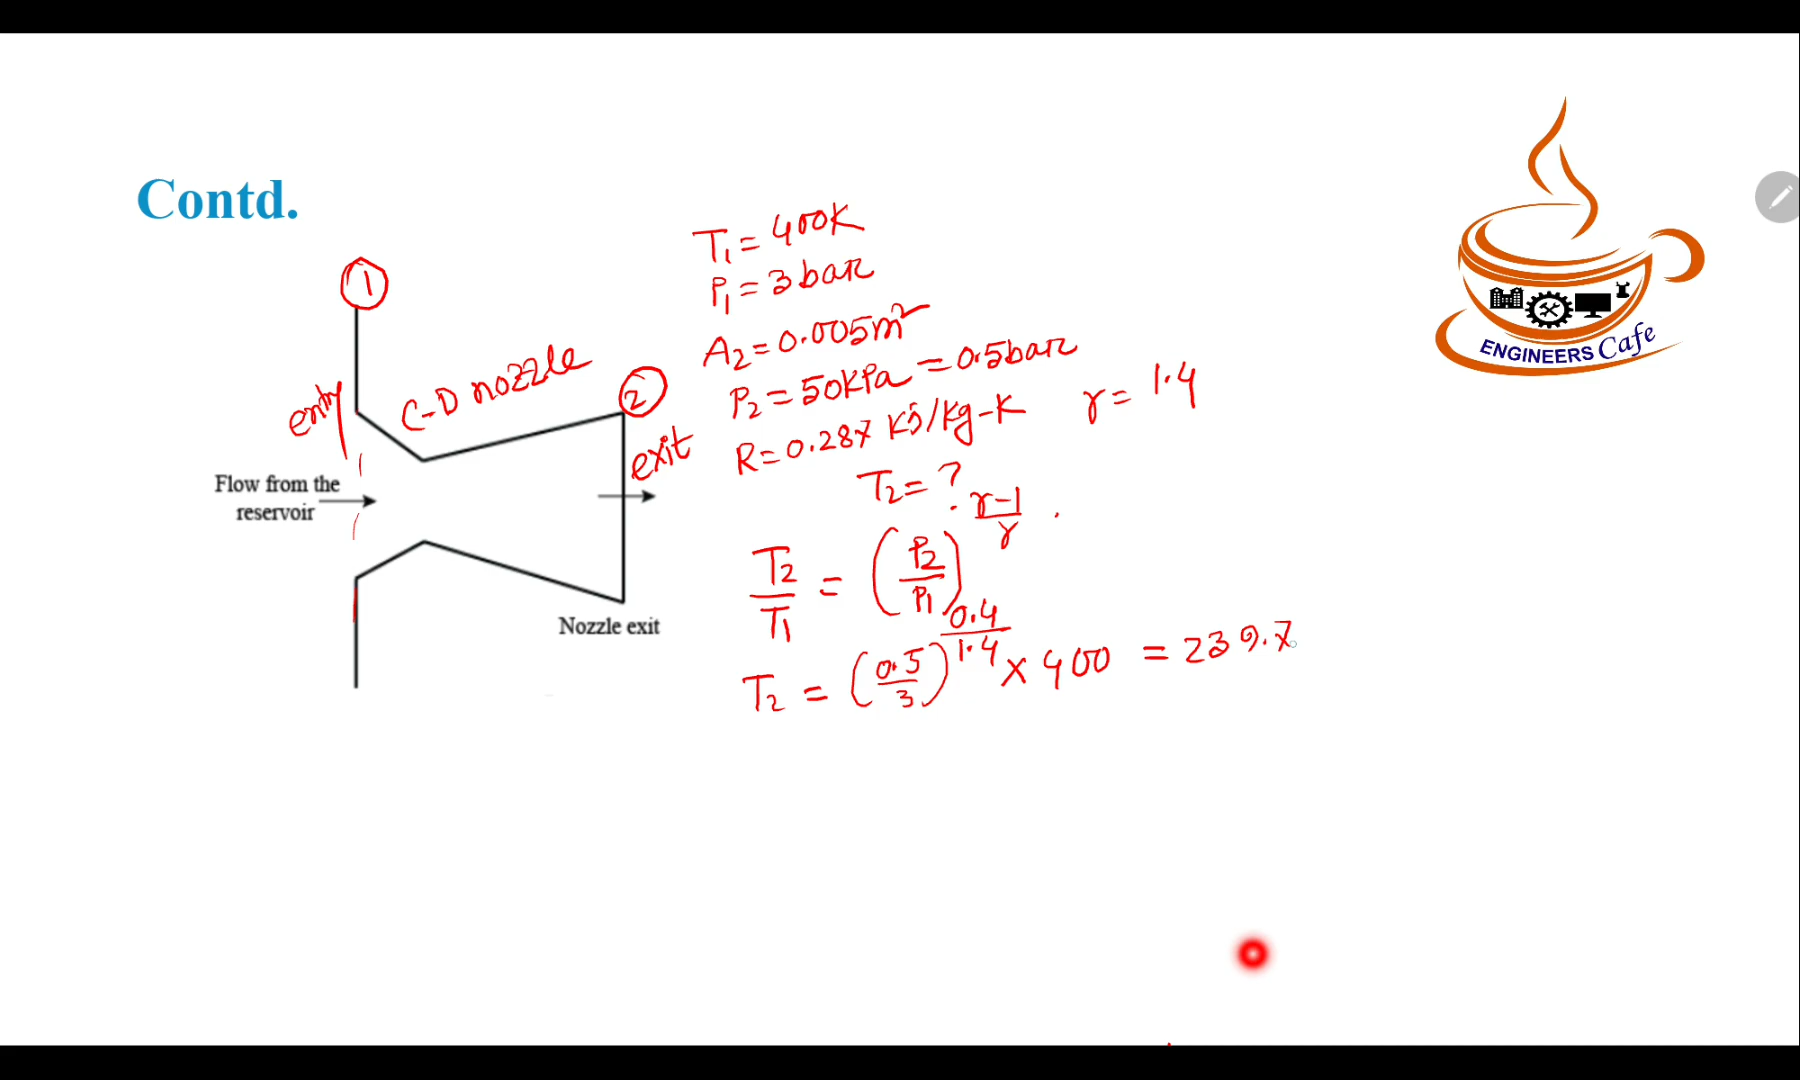 Contd.
1
entry
C-D nozzle
2
exit
Flow from the
reservoir
Nozzle exit
T₁ = 400K
P₁ = 3 bar
A₂ = 0.005m²
P₂ = 50KPa = 0.5bar
R = 0.287 KJ/Kg-K γ = 1.4
T₂ = ?
T₂/T₁ = (P₂/P₁)^(γ-1)/γ
T₂ = (0.5/3)^0.4/1.4 × 400 = 239.7
ENGINEERS Cafe